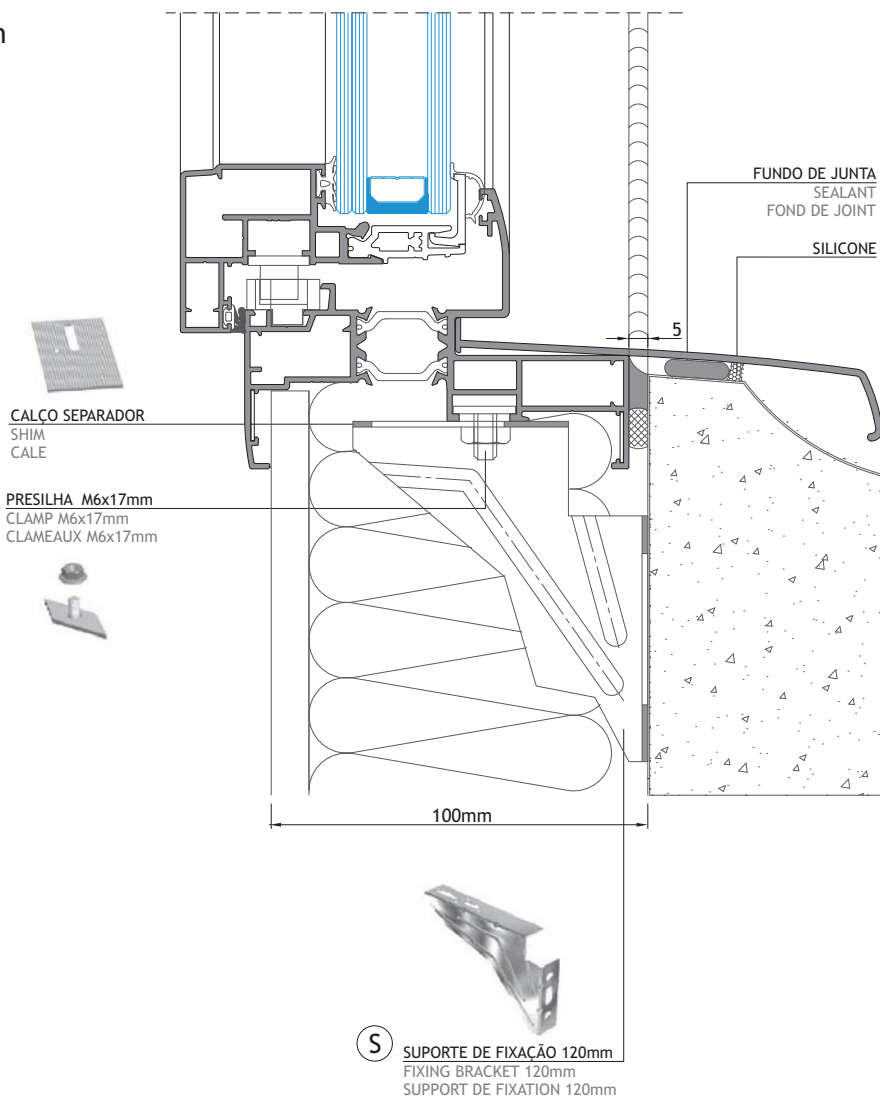 n
FUNDO DE JUNTA
SEALANT
FOND DE JOINT
SILICONE
5
CALÇO SEPARADOR
SHIM
CALE
PRESILHA M6x17mm
CLAMP M6x17mm
CLAMEAUX M6x17mm
100mm
S
SUPORTE DE FIXAÇÃO 120mm
FIXING BRACKET 120mm
SUPPORT DE FIXATION 120mm